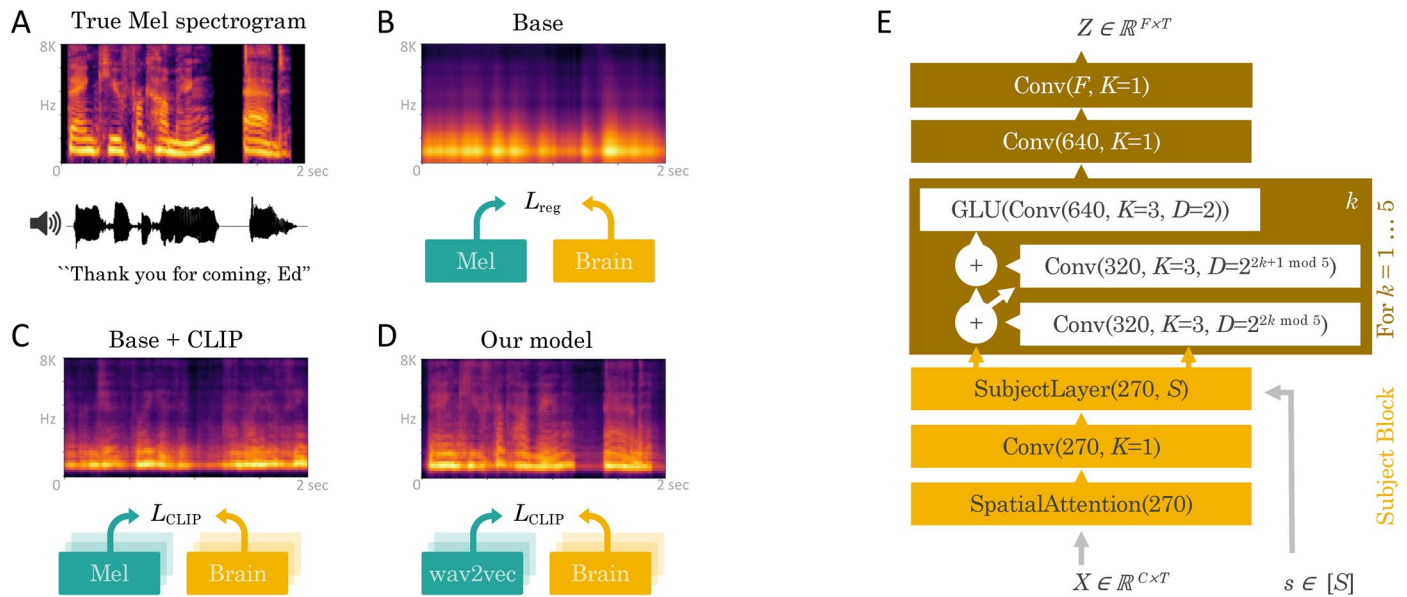 A
True Mel spectrogram
8K
Hz
0
2 sec
``Thank you for coming, Ed”
B
Base
8K
Hz
0
2 sec
L_reg
Mel
Brain
C
Base + CLIP
8K
Hz
0
2 sec
L_CLIP
Mel
Brain
D
Our model
8K
Hz
0
2 sec
L_CLIP
wav2vec
Brain
E
Z ∈ ℝ^{F×T}
Conv(F, K=1)
Conv(640, K=1)
k
GLU(Conv(640, K=3, D=2))
+
Conv(320, K=3, D=2^{2k+1 mod 5})
+
Conv(320, K=3, D=2^{2k mod 5})
For k = 1 … 5
SubjectLayer(270, S)
Conv(270, K=1)
SpatialAttention(270)
Subject Block
X ∈ ℝ^{C×T}
s ∈ [S]